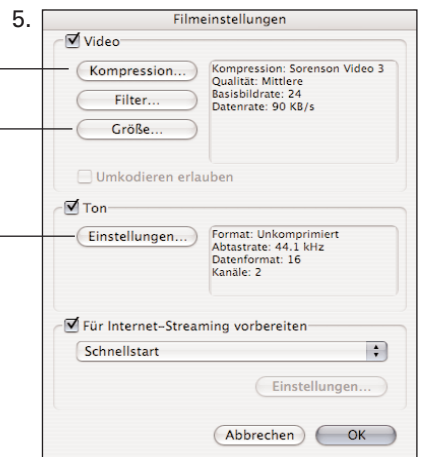 5.
Filmeinstellungen
Video
Kompression...
Filter...
Größe...
Kompression: Sorenson Video 3
Qualität: Mittlere
Basisbildrate: 24
Datenrate: 90 KB/s
Umkodieren erlauben
Ton
Einstellungen...
Format: Unkomprimiert
Abtastrate: 44.1 kHz
Datenformat: 16
Kanäle: 2
Für Internet-Streaming vorbereiten
Schnellstart
Einstellungen...
Abbrechen
OK